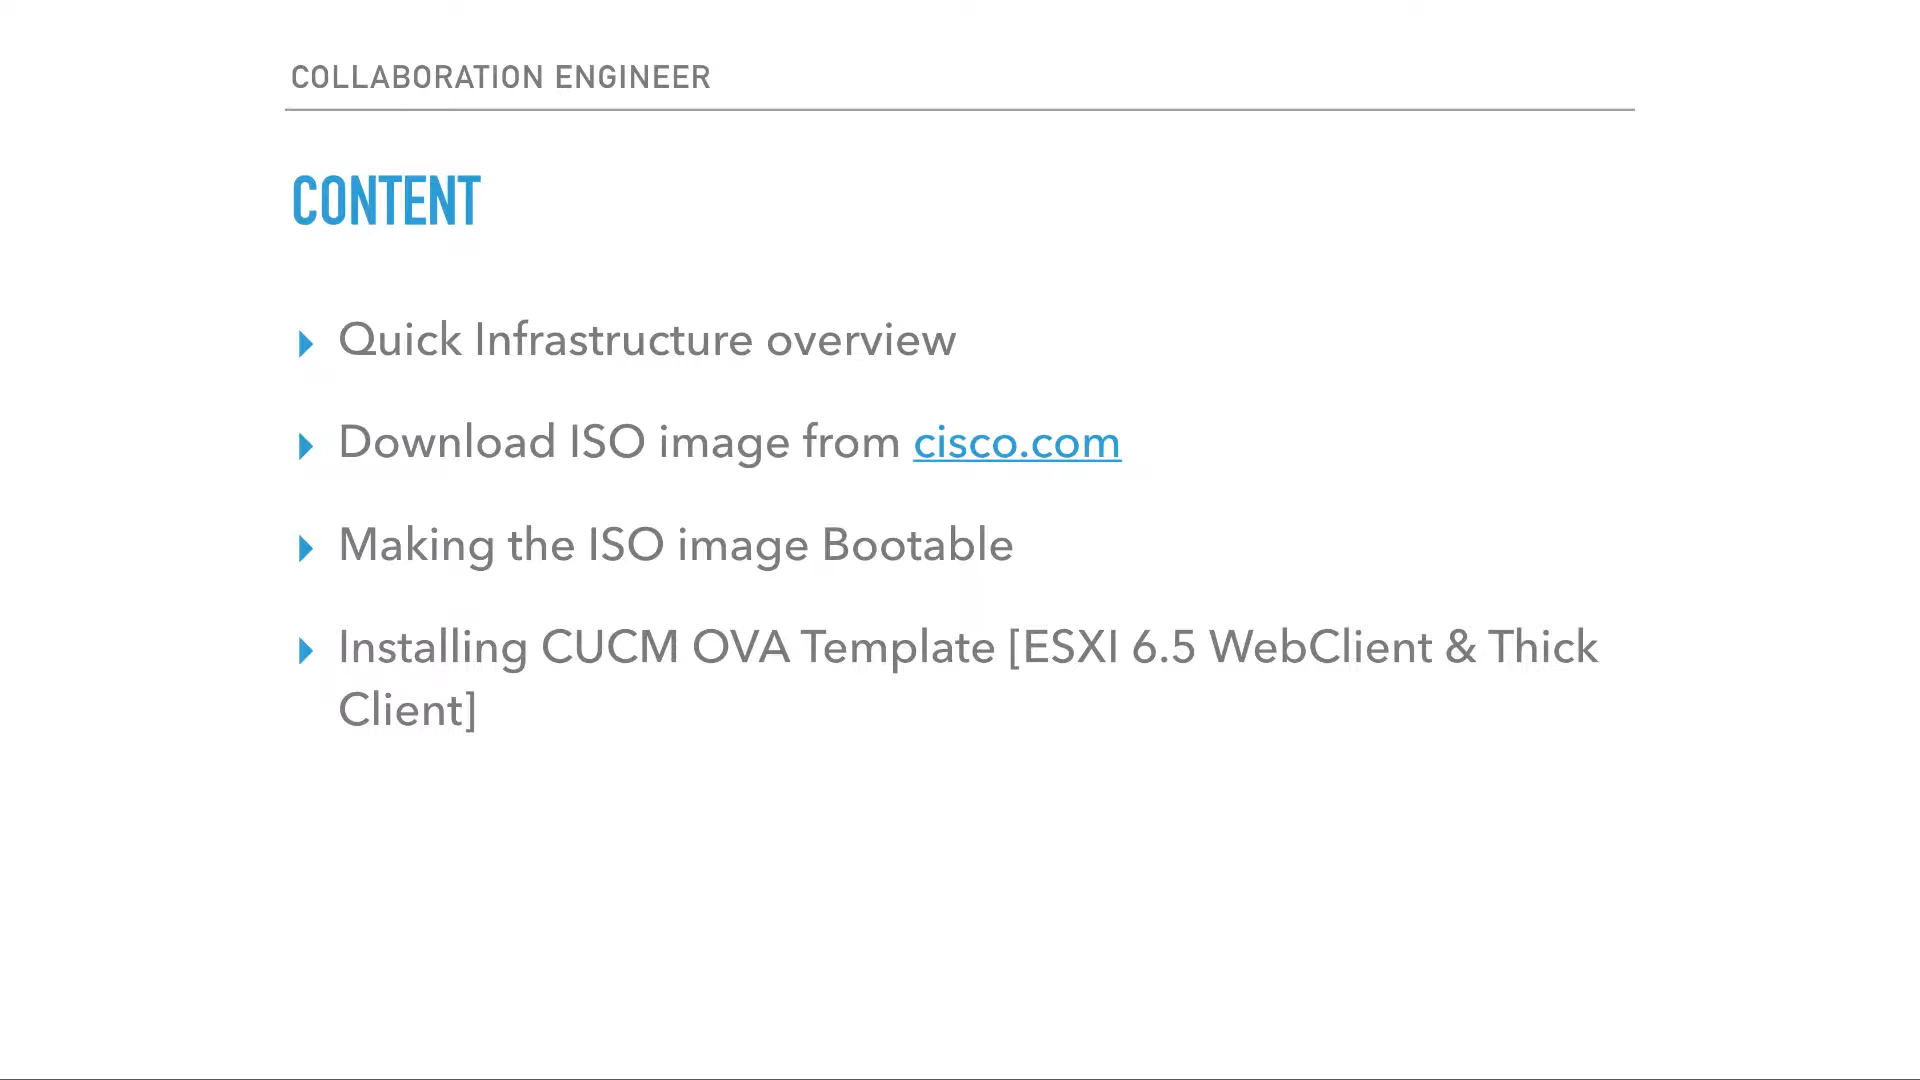 COLLABORATION ENGINEER
CONTENT
Quick Infrastructure overview
Download ISO image from cisco.com
Making the ISO image Bootable
Installing CUCM OVA Template [ESXI 6.5 WebClient & Thick
Client]